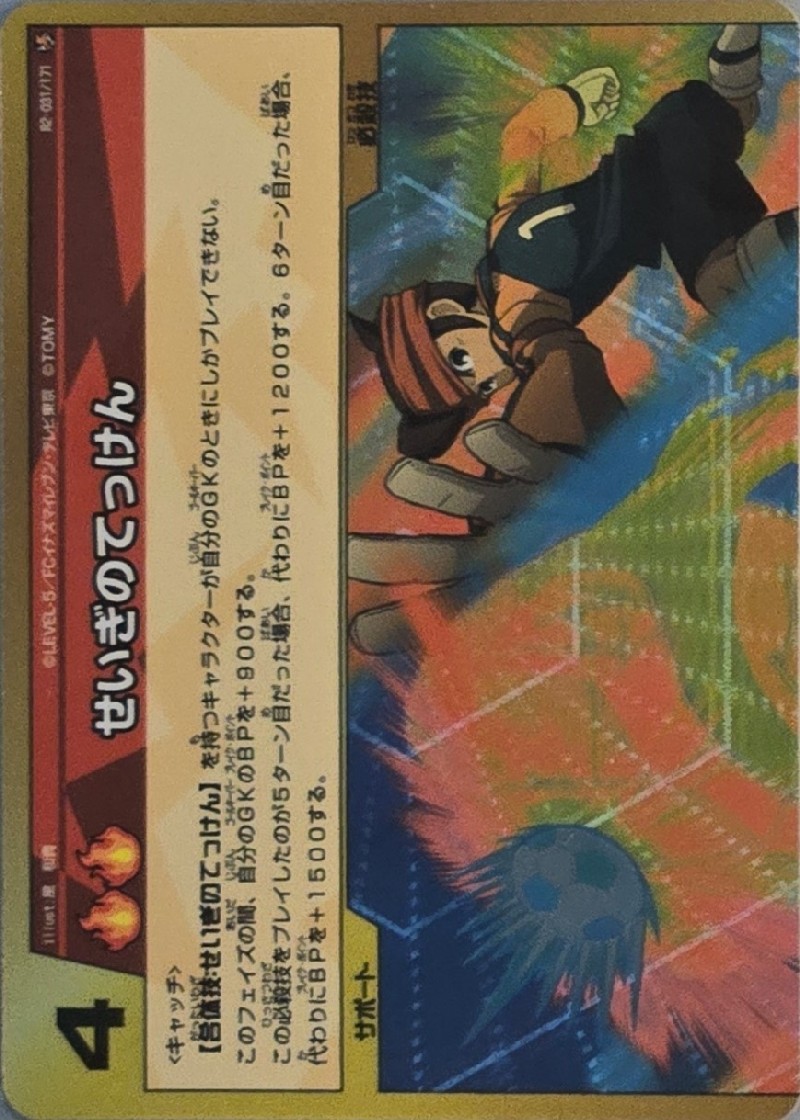 サポート
必殺技
4
せいぎのてっけん
<キャッチ>
【合体技:せいぎのてっけん】を持つキャラクターが自分のGKのときにしかプレイできない。
このフェイズの間、自分のGKのBPを+900する。
この必殺技をプレイしたのが5ターン目だった場合、代わりにBPを+1200する。6ターン目だった場合、
代わりにBPを+1500する。
©LEVEL-5/FCイナズマイレブン・テレビ東京 ©TOMY
R2-031/171